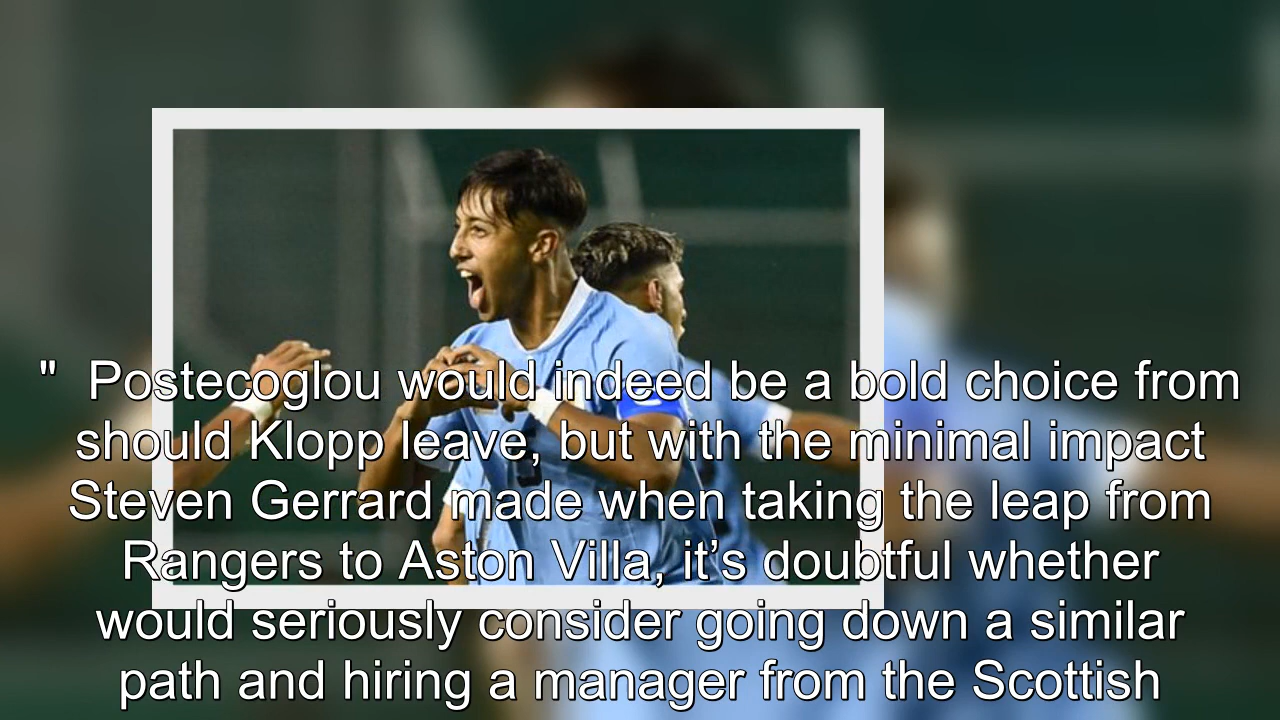 "  Postecoglou would indeed be a bold choice from
should Klopp leave, but with the minimal impact
Steven Gerrard made when taking the leap from
Rangers to Aston Villa, it’s doubtful whether
would seriously consider going down a similar
path and hiring a manager from the Scottish